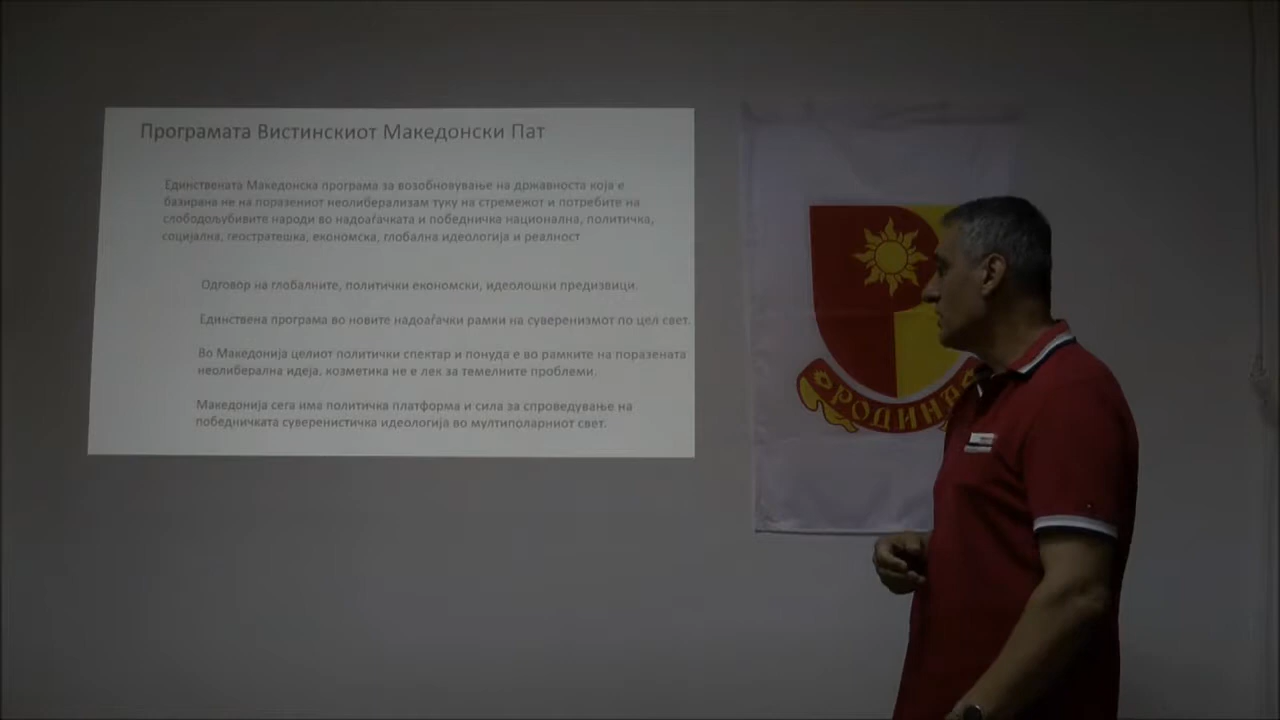 Програмата Вистинскиот Македонски Пат
Единствената Македонска програма за возобновување на државноста која е
базирана не на поразениот неолиберализам туку на стремежот и потребите на
слободољубивите народи во надоаѓачката и победничка национална, политичка,
социјална, геостратешка, економска, глобална идеологија и реалност
Одговор на глобалните, политички економски, идеолошки предизвици.
Единствена програма во новите надоаѓачки рамки на суверенизмот по цел свет.
Во Македонија целиот политички спектар и понуда е во рамките на поразената
неолиберална идеја, козметика не е лек за темелните проблеми.
Македонија сега има политичка платформа и сила за спроведување на
победничката суверенистичка идеологија во мултиполарниот свет.
РОДИНА